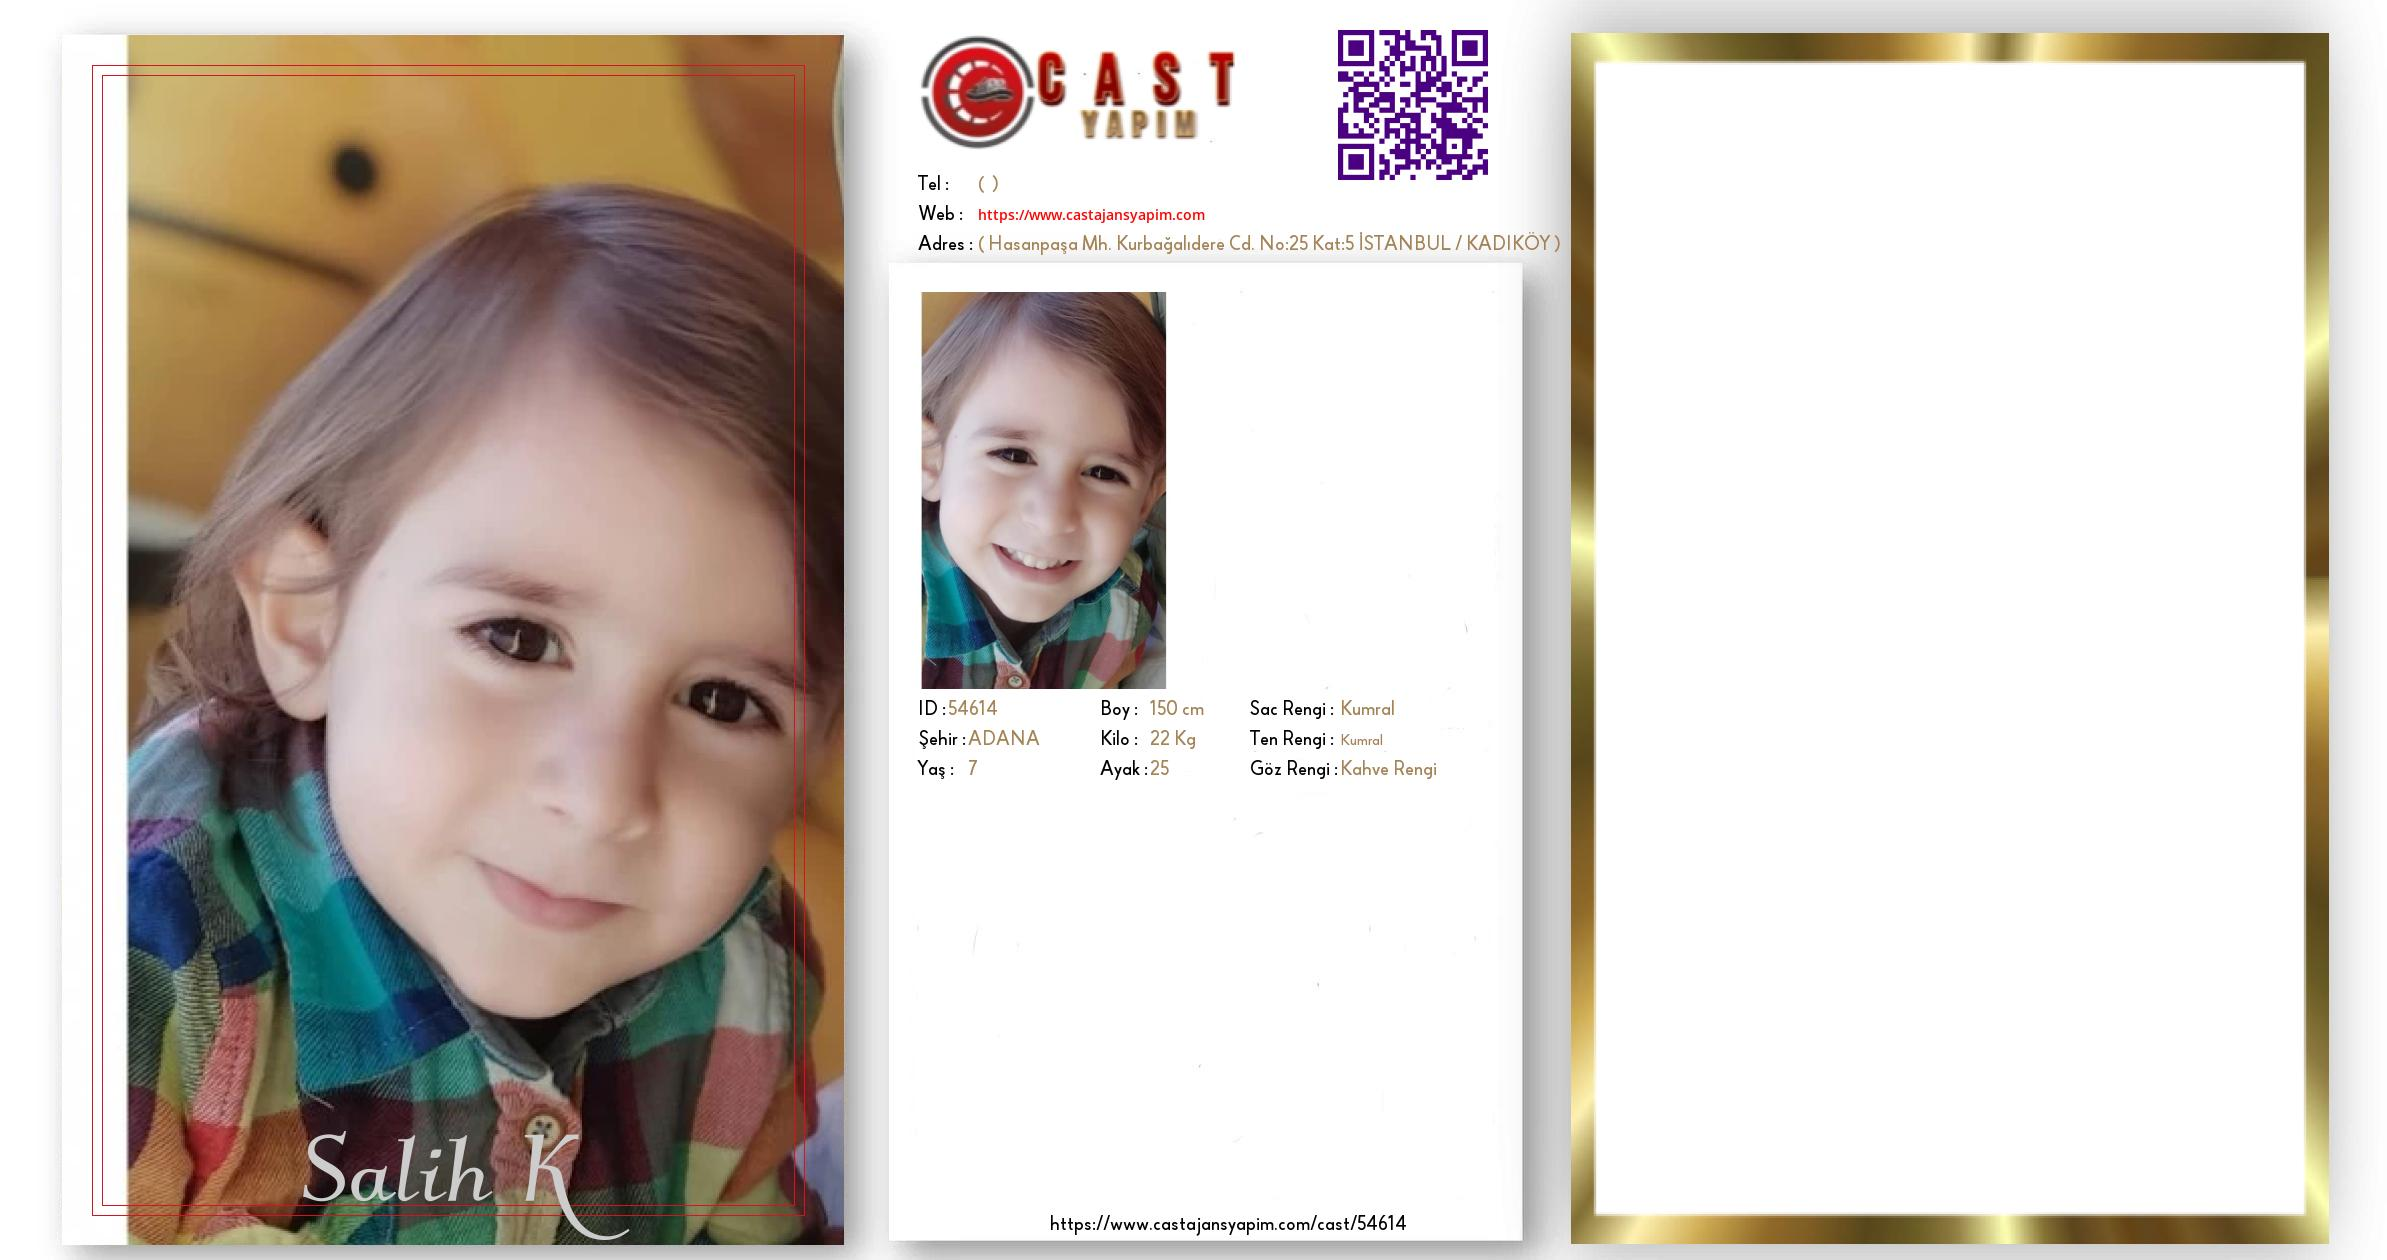 Salih K
CAST
YAPIM
Tel : ( )
Web : https://www.castajansyapim.com
Adres : ( Hasanpaşa Mh. Kurbağalıdere Cd. No:25 Kat:5 İSTANBUL / KADIKÖY )
ID : 54614 Boy : 150 cm Sac Rengi : Kumral
Şehir : ADANA Kilo : 22 Kg Ten Rengi : Kumral
Yaş : 7 Ayak : 25 Göz Rengi : Kahve Rengi
https://www.castajansyapim.com/cast/54614